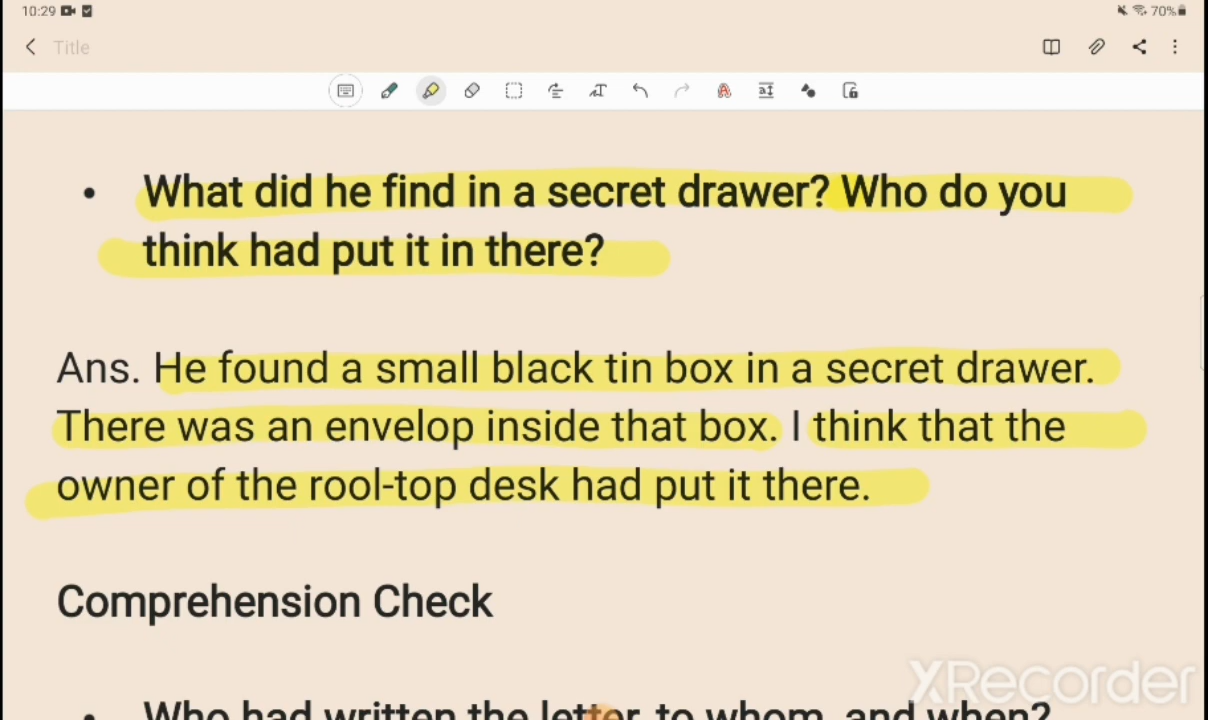 10:29
70%
Title
• What did he find in a secret drawer? Who do you
think had put it in there?
Ans. He found a small black tin box in a secret drawer.
There was an envelop inside that box. I think that the
owner of the rool-top desk had put it there.
Comprehension Check
XRecorder
• Who had written the letter, to whom, and when?